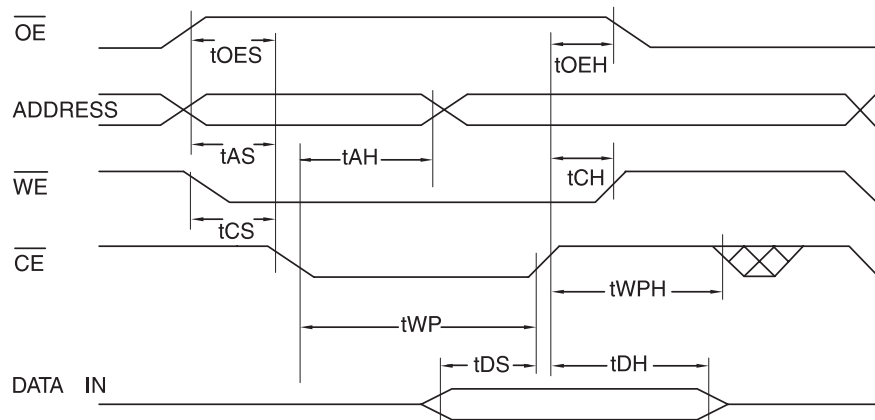 OE
tOES
tOEH
ADDRESS
tAS
tAH
tCH
WE
tCS
CE
tWPH
tWP
tDS
tDH
DATA IN